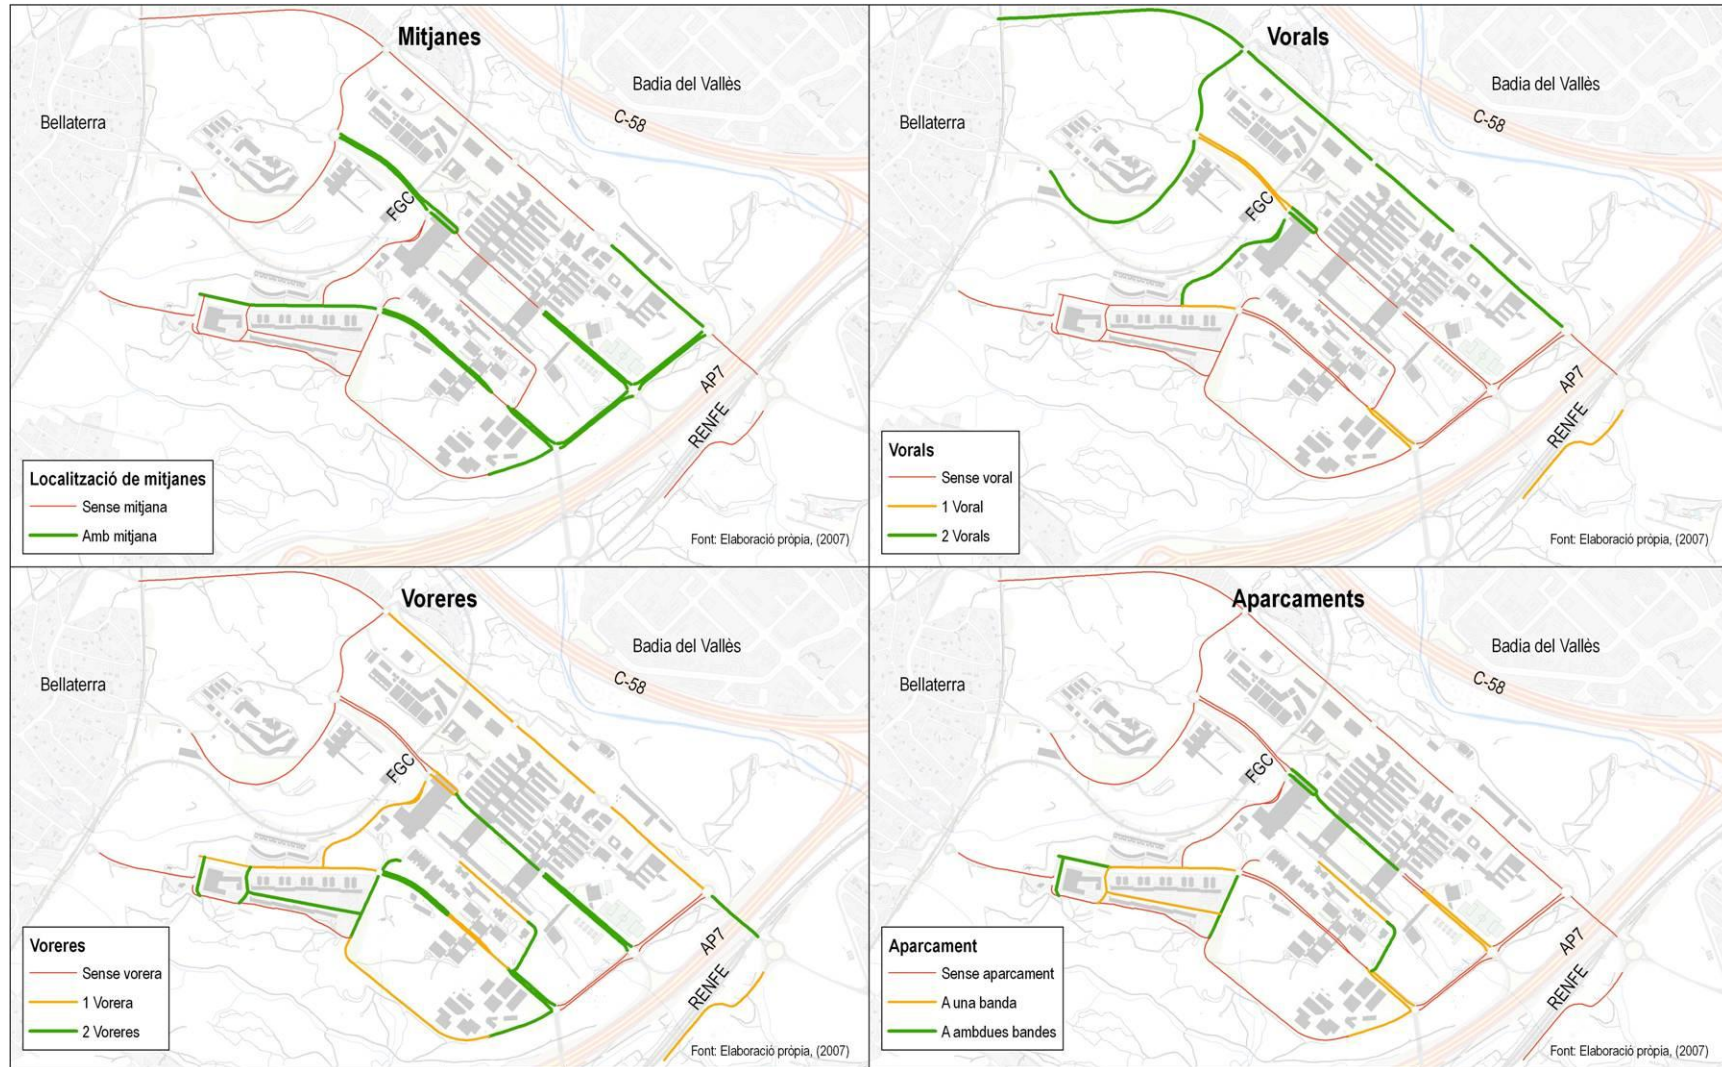 Mitjanes
Badia del Vallès
C-58
Bellaterra
FGC
AP7
RENFE
Localització de mitjanes
Sense mitjana
Amb mitjana
Font: Elaboració pròpia, (2007)
Vorals
Badia del Vallès
C-58
Bellaterra
FGC
AP7
RENFE
Vorals
Sense voral
1 Voral
2 Vorals
Font: Elaboració pròpia, (2007)
Voreres
Badia del Vallès
C-58
Bellaterra
FGC
AP7
RENFE
Voreres
Sense vorera
1 Vorera
2 Voreres
Font: Elaboració pròpia, (2007)
Aparcaments
Badia del Vallès
C-58
Bellaterra
FGC
AP7
RENFE
Aparcament
Sense aparcament
A una banda
A ambdues bandes
Font: Elaboració pròpia, (2007)